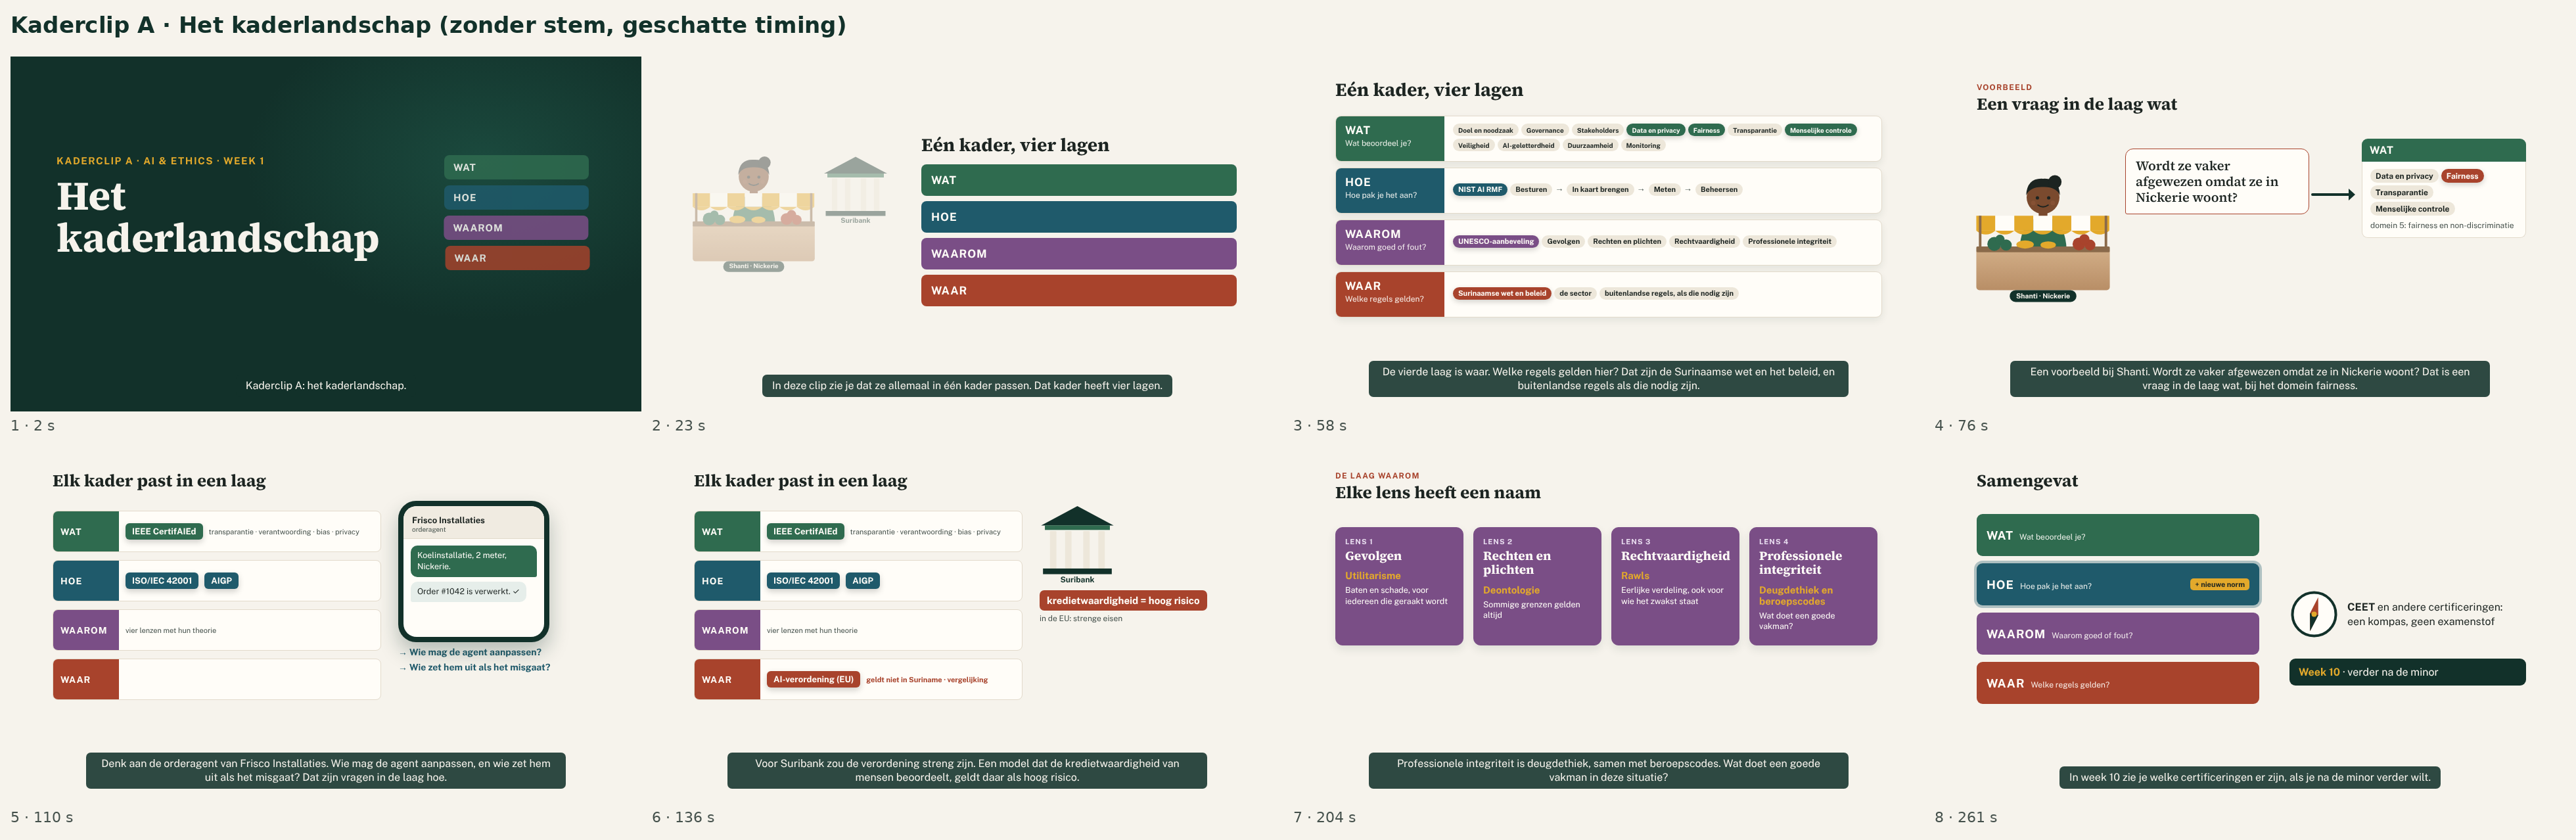 Kaderclip A · Het kaderlandschap (zonder stem, geschatte timing)
KADERCLIP A · AI & ETHICS · WEEK 1
Het
kaderlandschap
WAT
HOE
WAAROM
WAAR
Kaderclip A: het kaderlandschap.
1 · 2 s
Shanti · Nickerie
Suribank
Eén kader, vier lagen
WAT
HOE
WAAROM
WAAR
In deze clip zie je dat ze allemaal in één kader passen. Dat kader heeft vier lagen.
2 · 23 s
Eén kader, vier lagen
WAT
Wat beoordeel je?
Doel en noodzaak Governance Stakeholders Data en privacy Fairness Transparantie Menselijke controle
Veiligheid AI-geletterdheid Duurzaamheid Monitoring
HOE
Hoe pak je het aan?
NIST AI RMF Besturen → In kaart brengen → Meten → Beheersen
WAAROM
Waarom goed of fout?
UNESCO-aanbeveling Gevolgen Rechten en plichten Rechtvaardigheid Professionele integriteit
WAAR
Welke regels gelden?
Surinaamse wet en beleid de sector buitenlandse regels, als die nodig zijn
De vierde laag is waar. Welke regels gelden hier? Dat zijn de Surinaamse wet en het beleid, en
buitenlandse regels als die nodig zijn.
3 · 58 s
VOORBEELD
Een vraag in de laag wat
Shanti · Nickerie
Wordt ze vaker
afgewezen omdat ze in
Nickerie woont?
WAT
Data en privacy Fairness
Transparantie
Menselijke controle
domein 5: fairness en non-discriminatie
Een voorbeeld bij Shanti. Wordt ze vaker afgewezen omdat ze in Nickerie woont? Dat is een
vraag in de laag wat, bij het domein fairness.
4 · 76 s
Elk kader past in een laag
WAT
IEEE CertifAIEd transparantie · verantwoording · bias · privacy
HOE
ISO/IEC 42001 AIGP
WAAROM
vier lenzen met hun theorie
WAAR
Frisco Installaties
orderagent
Koelinstallatie, 2 meter,
Nickerie.
Order #1042 is verwerkt. ✓
→ Wie mag de agent aanpassen?
→ Wie zet hem uit als het misgaat?
Denk aan de orderagent van Frisco Installaties. Wie mag de agent aanpassen, en wie zet hem
uit als het misgaat? Dat zijn vragen in de laag hoe.
5 · 110 s
Elk kader past in een laag
WAT
IEEE CertifAIEd transparantie · verantwoording · bias · privacy
HOE
ISO/IEC 42001 AIGP
WAAROM
vier lenzen met hun theorie
WAAR
AI-verordening (EU) geldt niet in Suriname · vergelijking
Suribank
kredietwaardigheid = hoog risico
in de EU: strenge eisen
Voor Suribank zou de verordening streng zijn. Een model dat de kredietwaardigheid van
mensen beoordeelt, geldt daar als hoog risico.
6 · 136 s
DE LAAG WAAROM
Elke lens heeft een naam
LENS 1
Gevolgen
Utilitarisme
Baten en schade, voor
iedereen die geraakt wordt
LENS 2
Rechten en
plichten
Deontologie
Sommige grenzen gelden
altijd
LENS 3
Rechtvaardigheid
Rawls
Eerlijke verdeling, ook voor
wie het zwakst staat
LENS 4
Professionele
integriteit
Deugdethiek en
beroepscodes
Wat doet een goede
vakman?
Professionele integriteit is deugdethiek, samen met beroepscodes. Wat doet een goede
vakman in deze situatie?
7 · 204 s
Samengevat
WAT Wat beoordeel je?
HOE Hoe pak je het aan?
+ nieuwe norm
WAAROM Waarom goed of fout?
WAAR Welke regels gelden?
CEET en andere certificeringen:
een kompas, geen examenstof
Week 10 · verder na de minor
In week 10 zie je welke certificeringen er zijn, als je na de minor verder wilt.
8 · 261 s